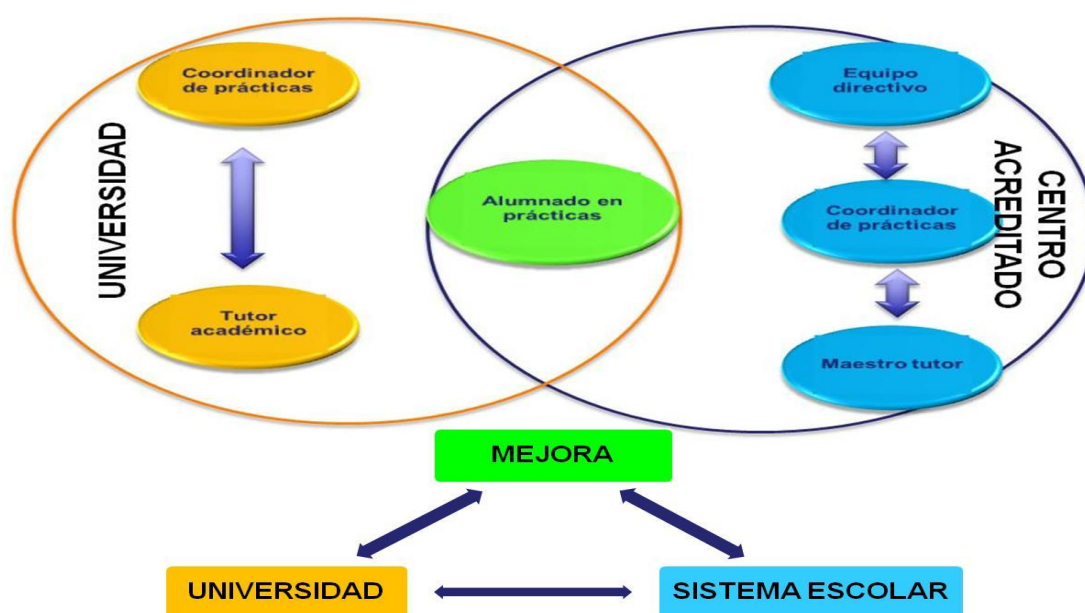 Coordinador
de prácticas
UNIVERSIDAD
Tutor
académico
Alumnado en
prácticas
Equipo
directivo
Coordinador
de prácticas
Maestro tutor
CENTRO
ACREDITADO
MEJORA
UNIVERSIDAD
SISTEMA ESCOLAR